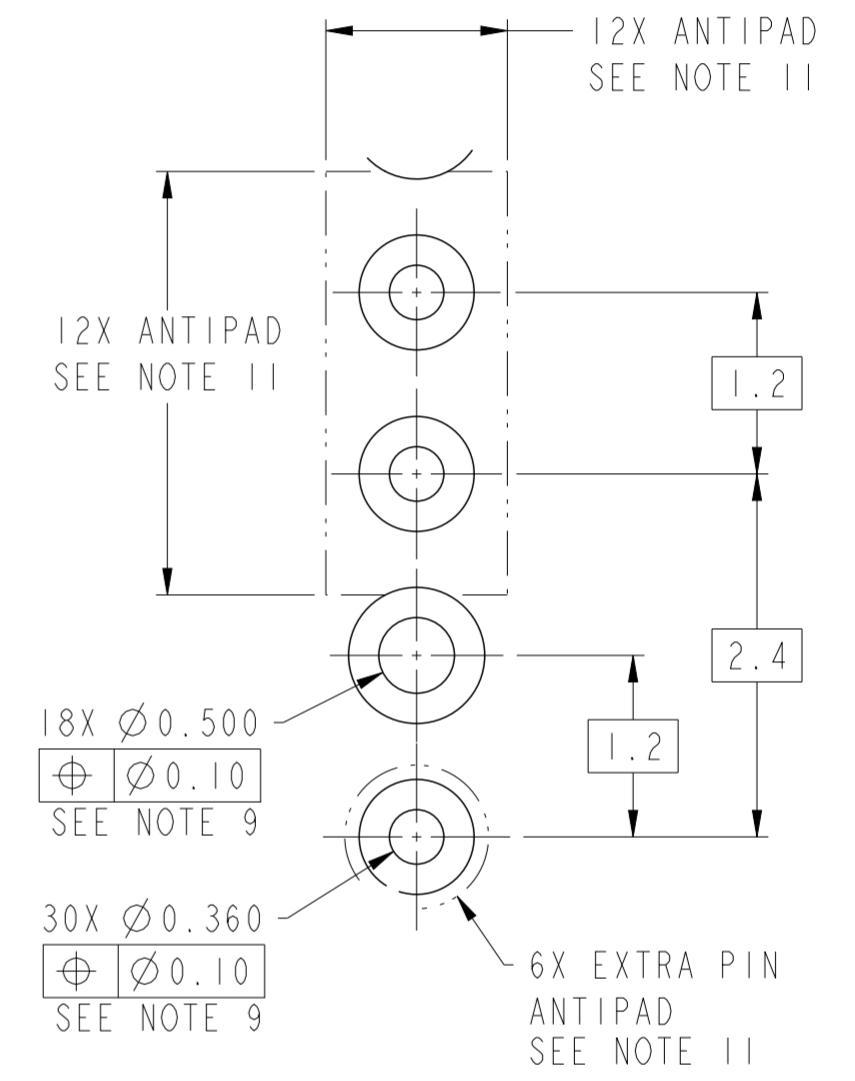 12X ANTIPAD
SEE NOTE 11
12X ANTIPAD
SEE NOTE 11
1.2
2.4
1.2
18X Ø0.500
⌖ Ø0.10
SEE NOTE 9
30X Ø0.360
⌖ Ø0.10
SEE NOTE 9
6X EXTRA PIN
ANTIPAD
SEE NOTE 11